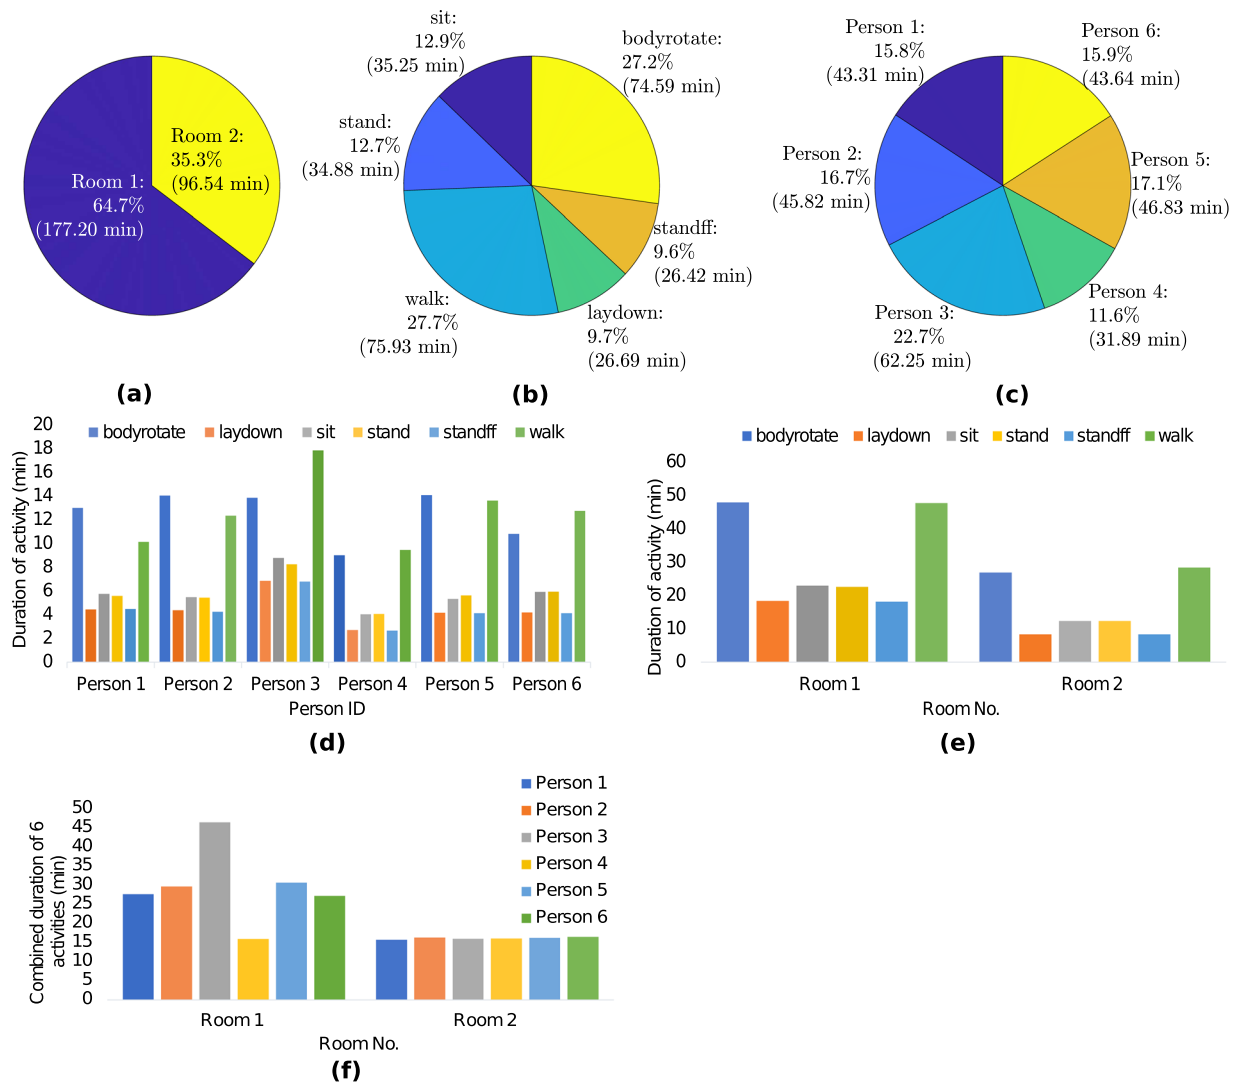 Room 2:
35.3%
(96.54 min)
Room 1:
64.7%
(177.20 min)
(a)
sit:
12.9%
(35.25 min)
bodyrotate:
27.2%
(74.59 min)
stand:
12.7%
(34.88 min)
standff:
9.6%
(26.42 min)
walk:
27.7%
(75.93 min)
laydown:
9.7%
(26.69 min)
(b)
Person 1:
15.8%
(43.31 min)
Person 6:
15.9%
(43.64 min)
Person 2:
16.7%
(45.82 min)
Person 5:
17.1%
(46.83 min)
Person 3:
22.7%
(62.25 min)
Person 4:
11.6%
(31.89 min)
(c)
bodyrotate laydown sit stand standff walk
Duration of activity (min)
20
18
16
14
12
10
8
6
4
2
0
Person 1 Person 2 Person 3 Person 4 Person 5 Person 6
Person ID
(d)
bodyrotate laydown sit stand standff walk
Duration of activity (min)
60
50
40
30
20
10
0
Room 1 Room 2
Room No.
(e)
Person 1
Person 2
Person 3
Person 4
Person 5
Person 6
Combined duration of 6
activities (min)
50
45
40
35
30
25
20
15
10
5
0
Room 1 Room 2
Room No.
(f)